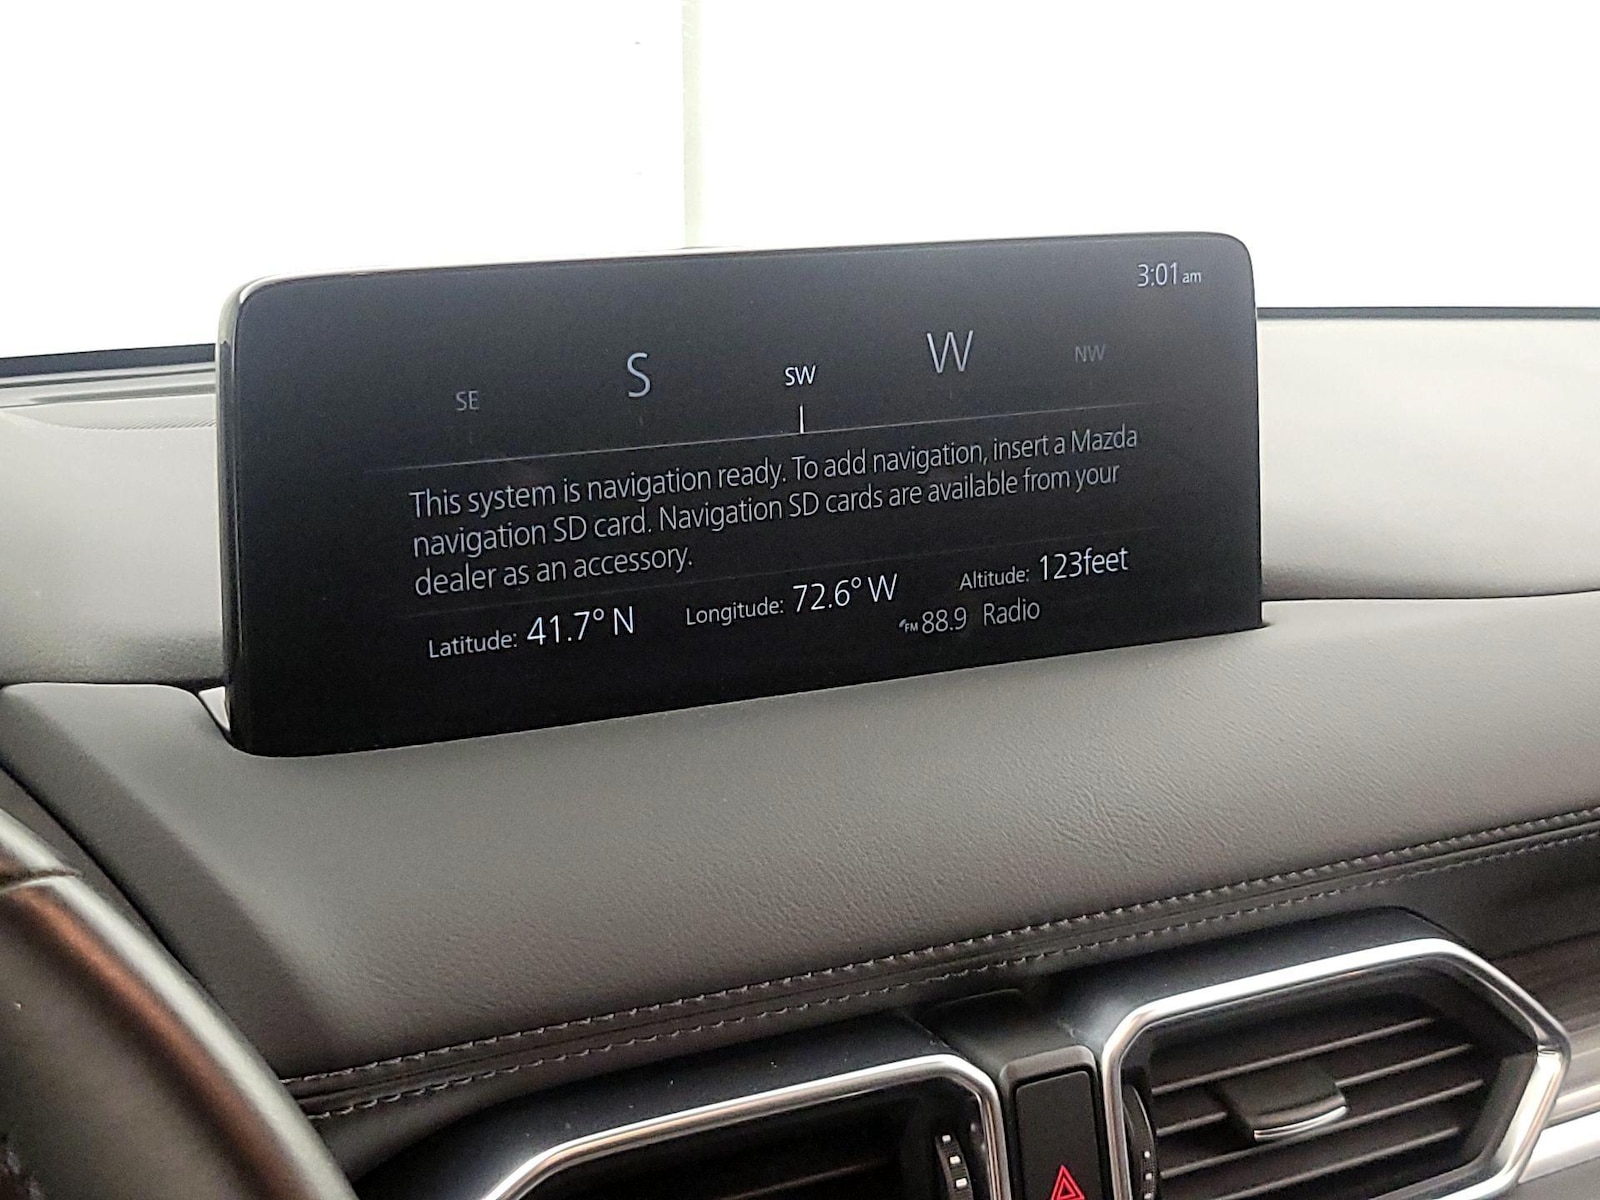 3:01 am
SE S SW W NW
This system is navigation ready. To add navigation, insert a Mazda
navigation SD card. Navigation SD cards are available from your
dealer as an accessory.
Latitude: 41.7° N Longitude: 72.6° W Altitude: 123feet
FM 88.9 Radio